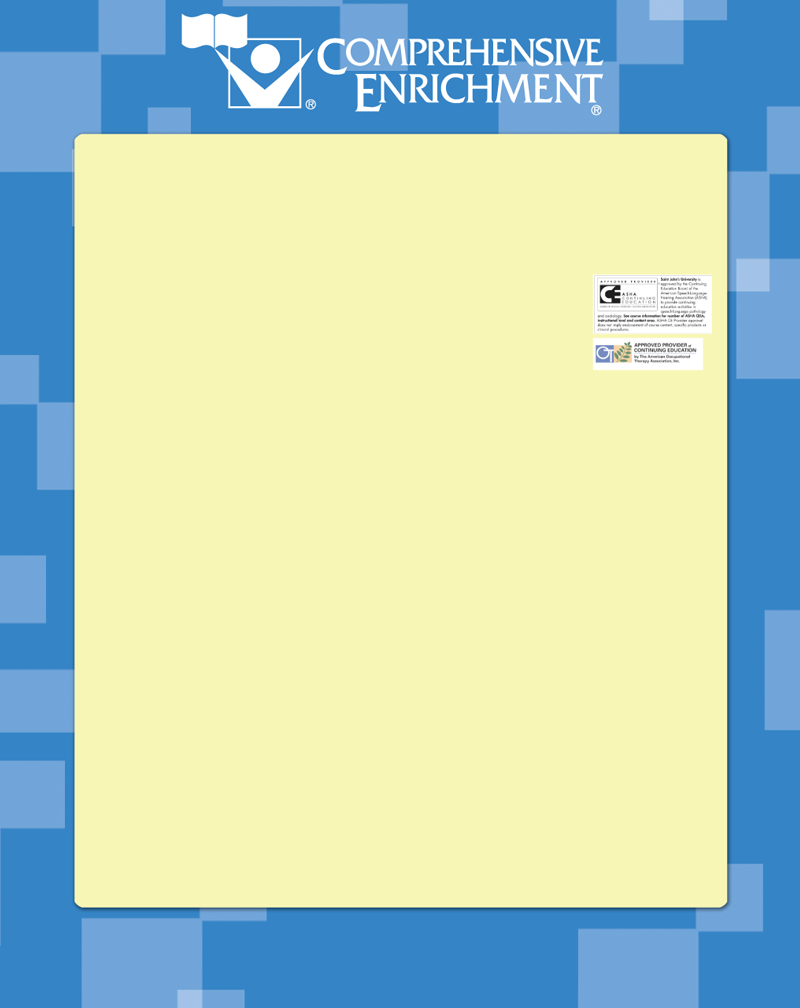 COMPREHENSIVE
ENRICHMENT
®
®
APPROVED PROVIDER
CE ASHA
CONTINUING
EDUCATION
Saint John's University is
approved by the Continuing
Education Board of the
American Speech-Language-
Hearing Association (ASHA)
to provide continuing
education activities in
speech-language pathology
and audiology. See course information for number of ASHA CEUs,
instructional level and content area. ASHA CE Provider approval
does not imply endorsement of course content, specific products or
clinical procedures.
OT
APPROVED PROVIDER of
CONTINUING EDUCATION
by The American Occupational
Therapy Association, Inc.